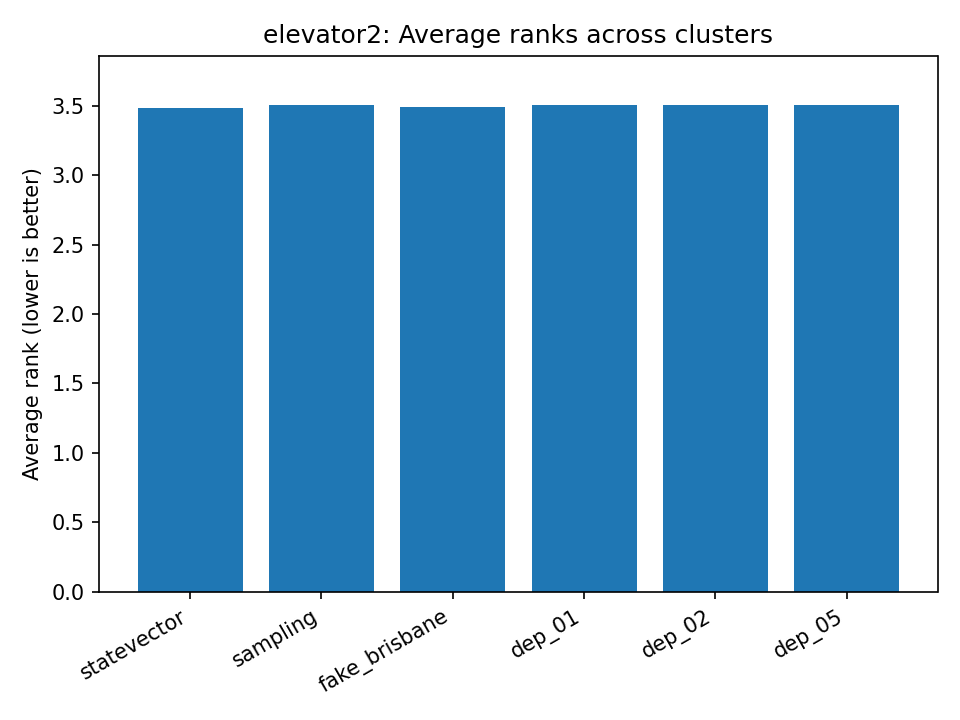 elevator2: Average ranks across clusters
Average rank (lower is better)
3.5
3.0
2.5
2.0
1.5
1.0
0.5
0.0
statevector
sampling
fake_brisbane
dep_01
dep_02
dep_05